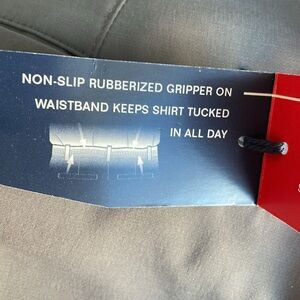 NON-SLIP RUBBERIZED GRIPPER ON
WAISTBAND KEEPS SHIRT TUCKED
IN ALL DAY